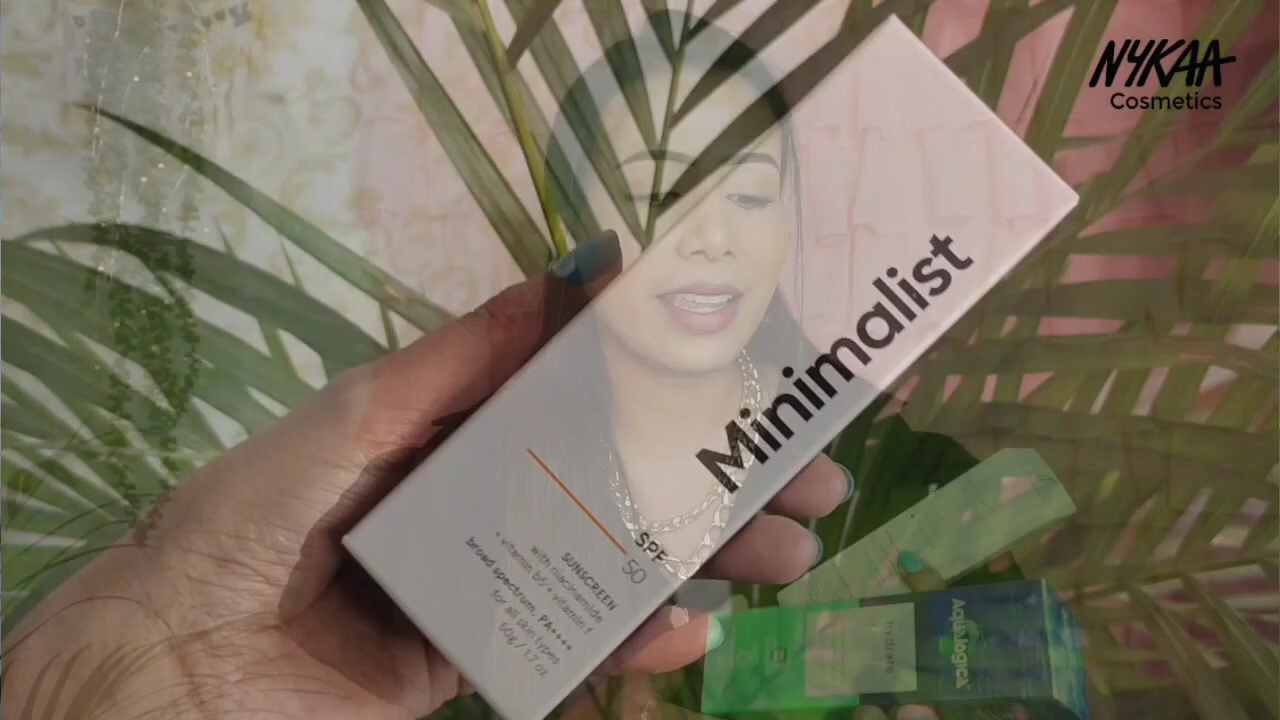 NYKAA
Cosmetics
Minimalist
SPF 50
SUNSCREEN
with niacinamide
+ vitamin b5 + vitamin f
broad spectrum, PA++++
for all skin types
50g / 1.7 oz
Aqualogica
hydrate